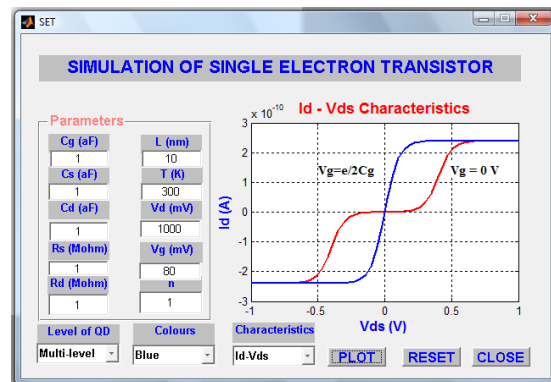 SET
SIMULATION OF SINGLE ELECTRON TRANSISTOR
Parameters
Cg (aF)
1
L (nm)
10
Cs (aF)
1
T (K)
300
Cd (aF)
1
Vd (mV)
1000
Rs (Mohm)
1
Vg (mV)
80
Rd (Mohm)
1
n
1
x 10⁻¹⁰
Id - Vds Characteristics
3
2
1
0
-1
-2
-3
Id (A)
Vg=e/2Cg
Vg = 0 V
-1
-0.5
0
0.5
1
Vds (V)
Level of QD
Multi-level
Colours
Blue
Characteristics
Id-Vds
PLOT
RESET
CLOSE